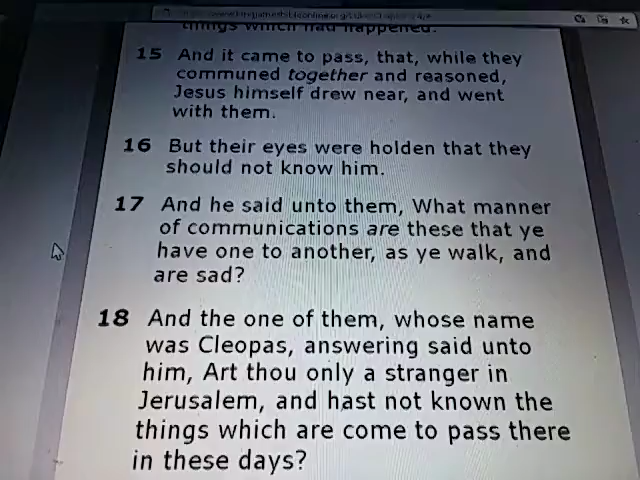 things which had happened.
15 And it came to pass, that, while they
communed together and reasoned,
Jesus himself drew near, and went
with them.
16 But their eyes were holden that they
should not know him.
17 And he said unto them, What manner
of communications are these that ye
have one to another, as ye walk, and
are sad?
18 And the one of them, whose name
was Cleopas, answering said unto
him, Art thou only a stranger in
Jerusalem, and hast not known the
things which are come to pass there
in these days?